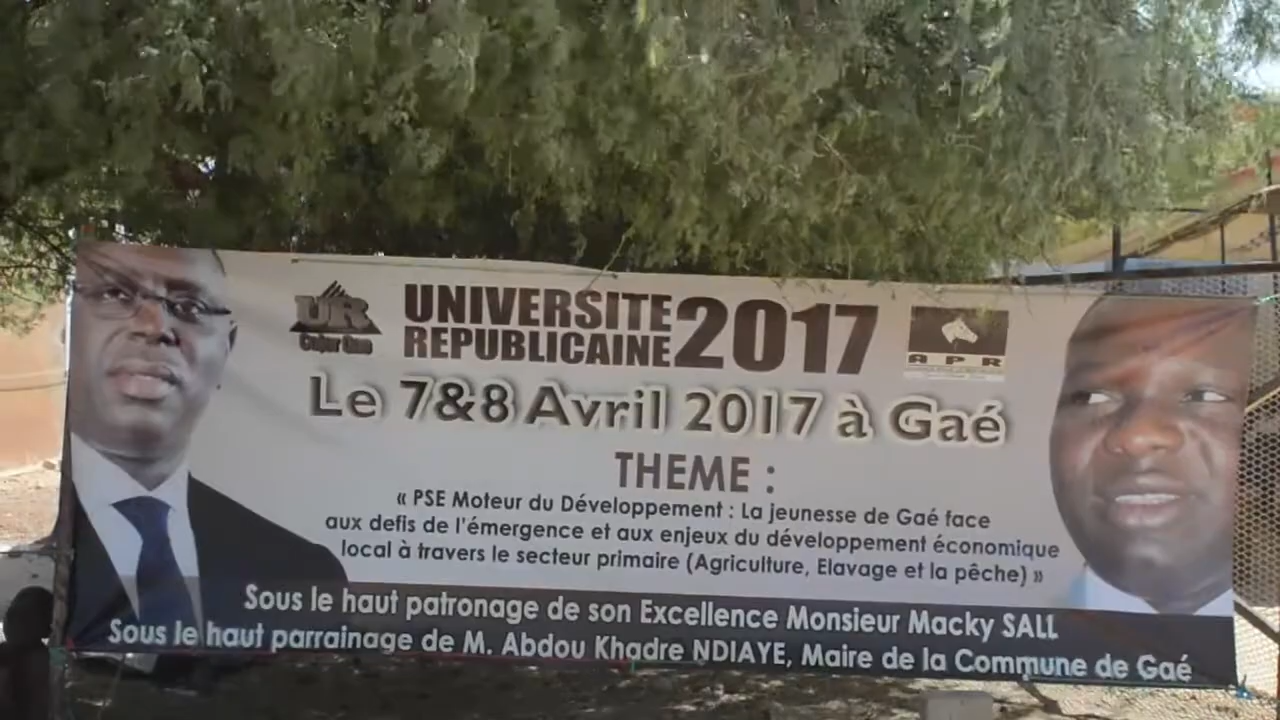 UR
Cojer Gae
UNIVERSITE
REPUBLICAINE
2017
APR
Le 7&8 Avril 2017 à Gaé
THEME :
« PSE Moteur du Développement : La jeunesse de Gaé face
aux defis de l'émergence et aux enjeux du développement économique
local à travers le secteur primaire (Agriculture, Elavage et la pêche) »
Sous le haut patronage de son Excellence Monsieur Macky SALL
Sous le haut parrainage de M. Abdou Khadre NDIAYE, Maire de la Commune de Gaé